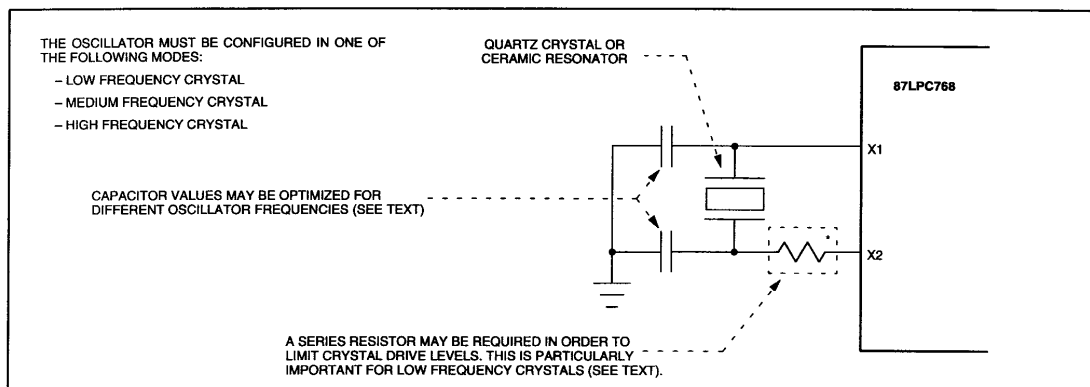 THE OSCILLATOR MUST BE CONFIGURED IN ONE OF
THE FOLLOWING MODES:
– LOW FREQUENCY CRYSTAL
– MEDIUM FREQUENCY CRYSTAL
– HIGH FREQUENCY CRYSTAL
QUARTZ CRYSTAL OR
CERAMIC RESONATOR
87LPC768
X1
CAPACITOR VALUES MAY BE OPTIMIZED FOR
DIFFERENT OSCILLATOR FREQUENCIES (SEE TEXT)
*
X2
A SERIES RESISTOR MAY BE REQUIRED IN ORDER TO
LIMIT CRYSTAL DRIVE LEVELS. THIS IS PARTICULARLY
IMPORTANT FOR LOW FREQUENCY CRYSTALS (SEE TEXT).